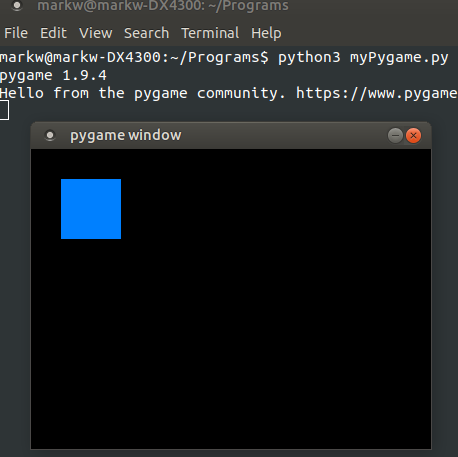 markw@markw-DX4300: ~/Programs
File Edit View Search Terminal Help
markw@markw-DX4300:~/Programs$ python3 myPygame.py
pygame 1.9.4
Hello from the pygame community. https://www.pygame
pygame window